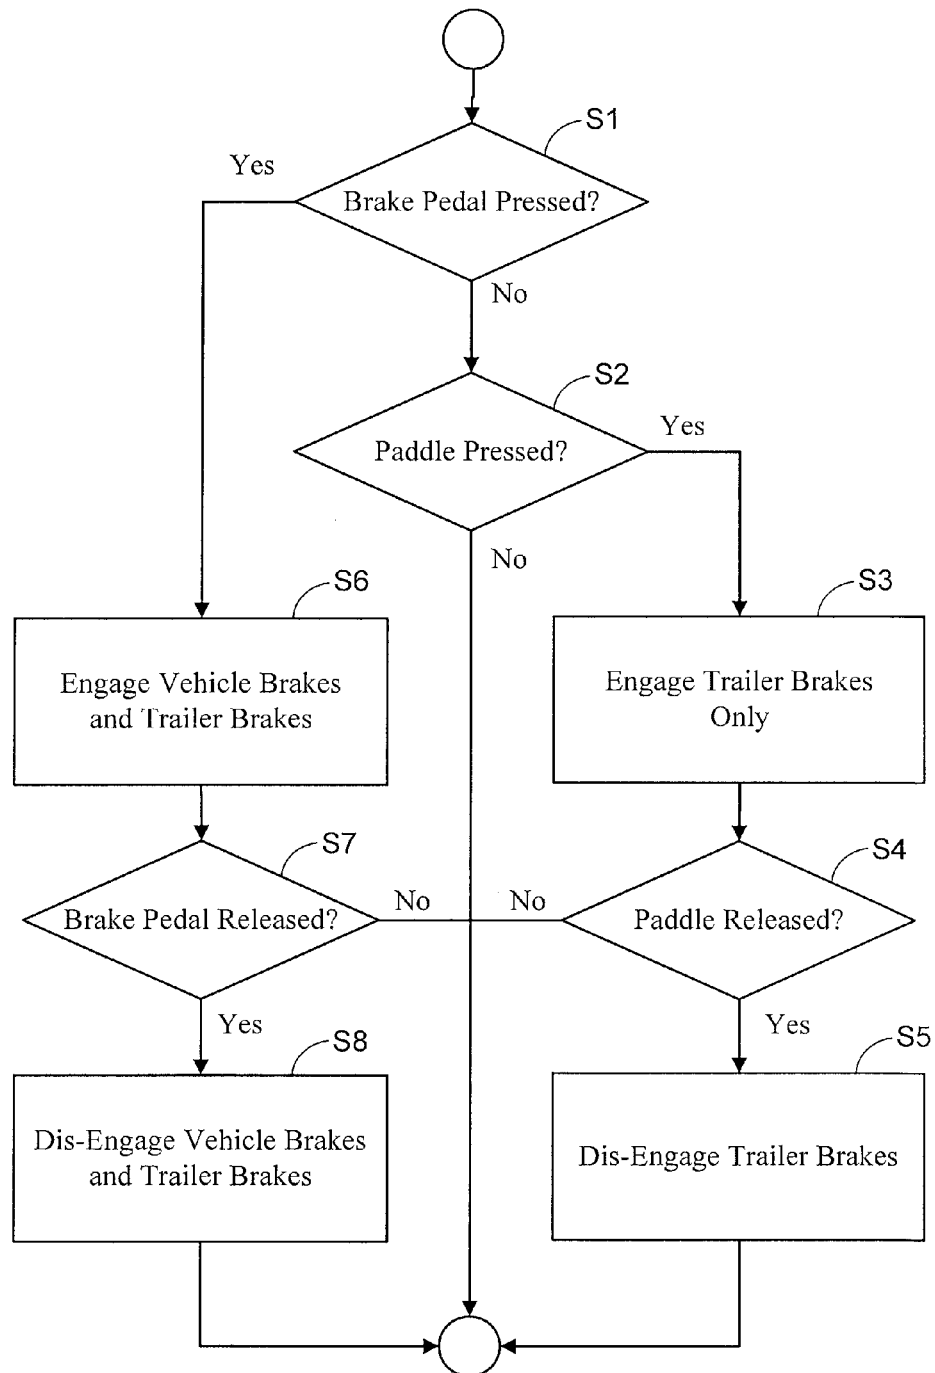 S1
Yes
Brake Pedal Pressed?
No
S2
Yes
Paddle Pressed?
No
S6
S3
Engage Vehicle Brakes
and Trailer Brakes
Engage Trailer Brakes
Only
S7
S4
No
No
Brake Pedal Released?
Paddle Released?
Yes
Yes
S8
S5
Dis-Engage Vehicle Brakes
and Trailer Brakes
Dis-Engage Trailer Brakes